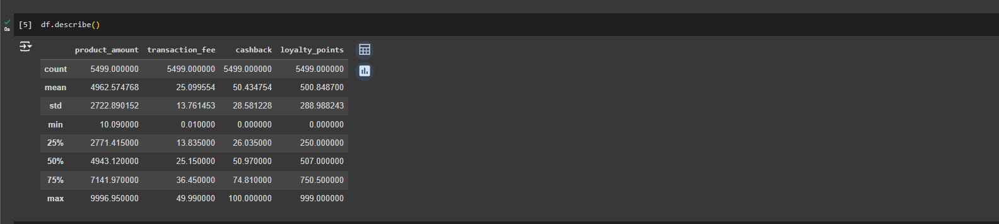 [5] df.describe()
0s
product_amount transaction_fee cashback loyalty_points
count 5499.000000 5499.000000 5499.000000 5499.000000
mean 4962.574768 25.099554 50.434754 500.848700
std 2722.890152 13.761453 28.581228 288.988243
min 10.090000 0.010000 0.000000 0.000000
25% 2771.415000 13.835000 26.035000 250.000000
50% 4943.120000 25.150000 50.970000 507.000000
75% 7141.970000 36.450000 74.810000 750.500000
max 9996.950000 49.990000 100.000000 999.000000